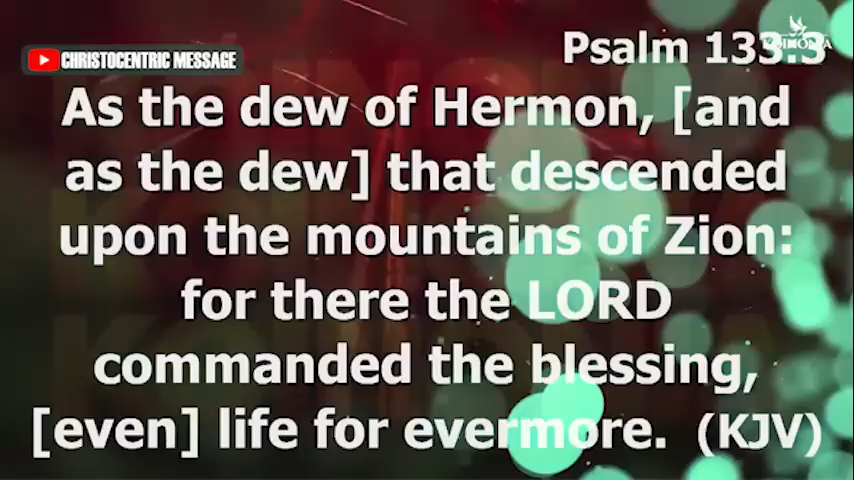 Psalm 133:3
CHRISTOCENTRIC MESSAGE
As the dew of Hermon, [and
as the dew] that descended
upon the mountains of Zion:
for there the LORD
commanded the blessing,
[even] life for evermore. (KJV)